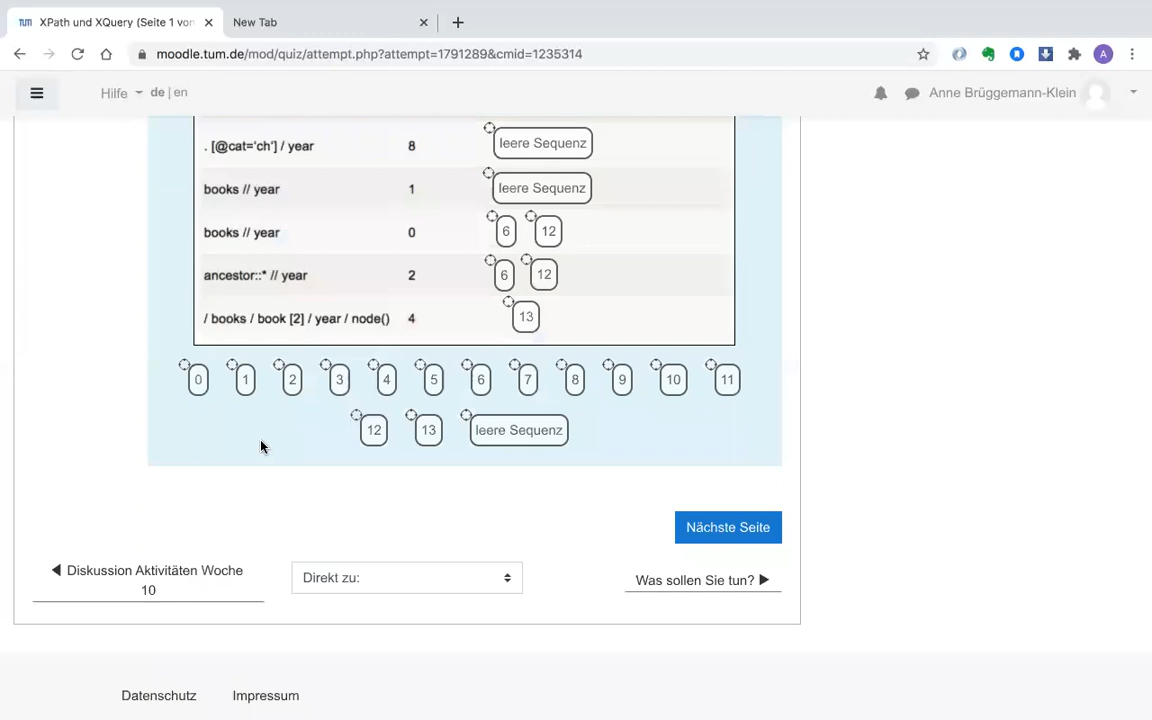 TUM XPath und XQuery (Seite 1 von
New Tab
moodle.tum.de/mod/quiz/attempt.php?attempt=1791289&cmid=1235314
A
Hilfe de | en Anne Brüggemann-Klein
. [@cat='ch'] / year 8 leere Sequenz
books // year 1 leere Sequenz
books // year 0 6 12
ancestor::* // year 2 6 12
/ books / book [2] / year / node() 4 13
0 1 2 3 4 5 6 7 8 9 10 11
12 13 leere Sequenz
Nächste Seite
Diskussion Aktivitäten Woche
10
Direkt zu:
Was sollen Sie tun?
Datenschutz Impressum